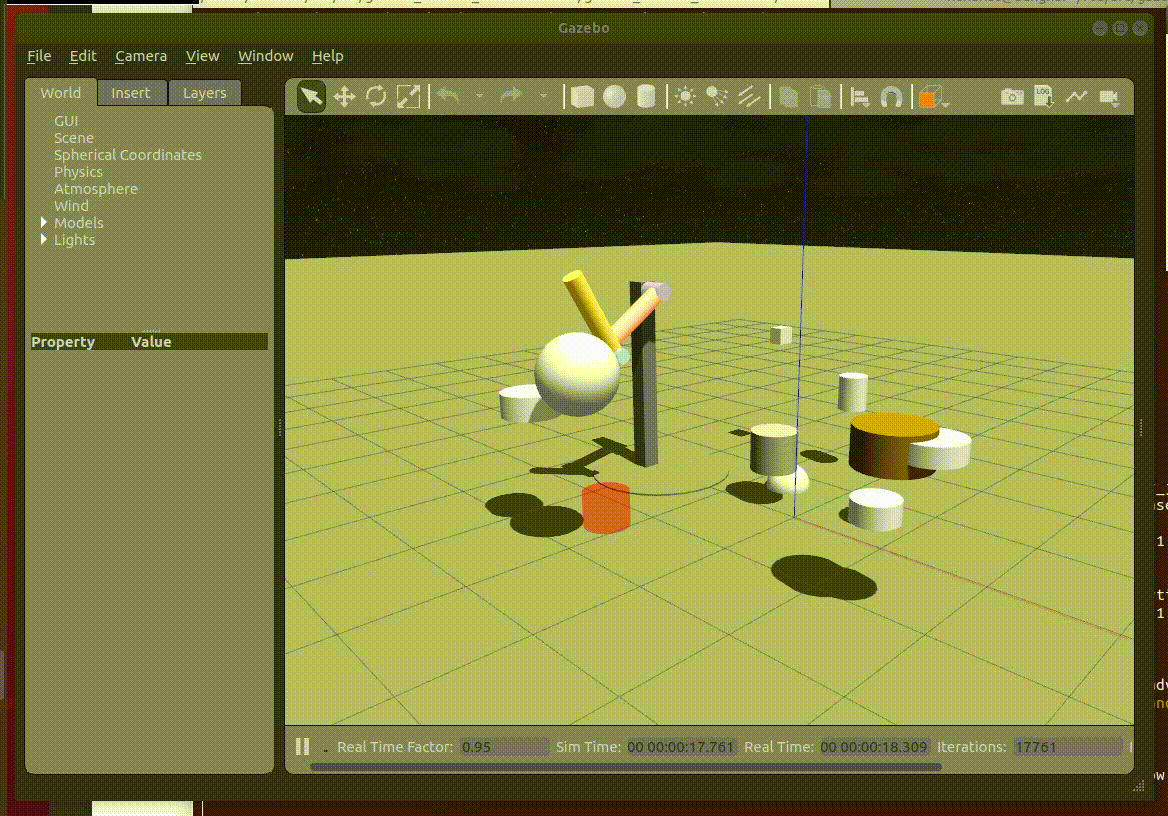 Gazebo
File Edit Camera View Window Help
World Insert Layers
LOG
GUI
Scene
Spherical Coordinates
Physics
Atmosphere
Wind
Models
Lights
Property Value
Real Time Factor: 0.95 Sim Time: 00 00:00:17.761 Real Time: 00 00:00:18.309 Iterations: 17761